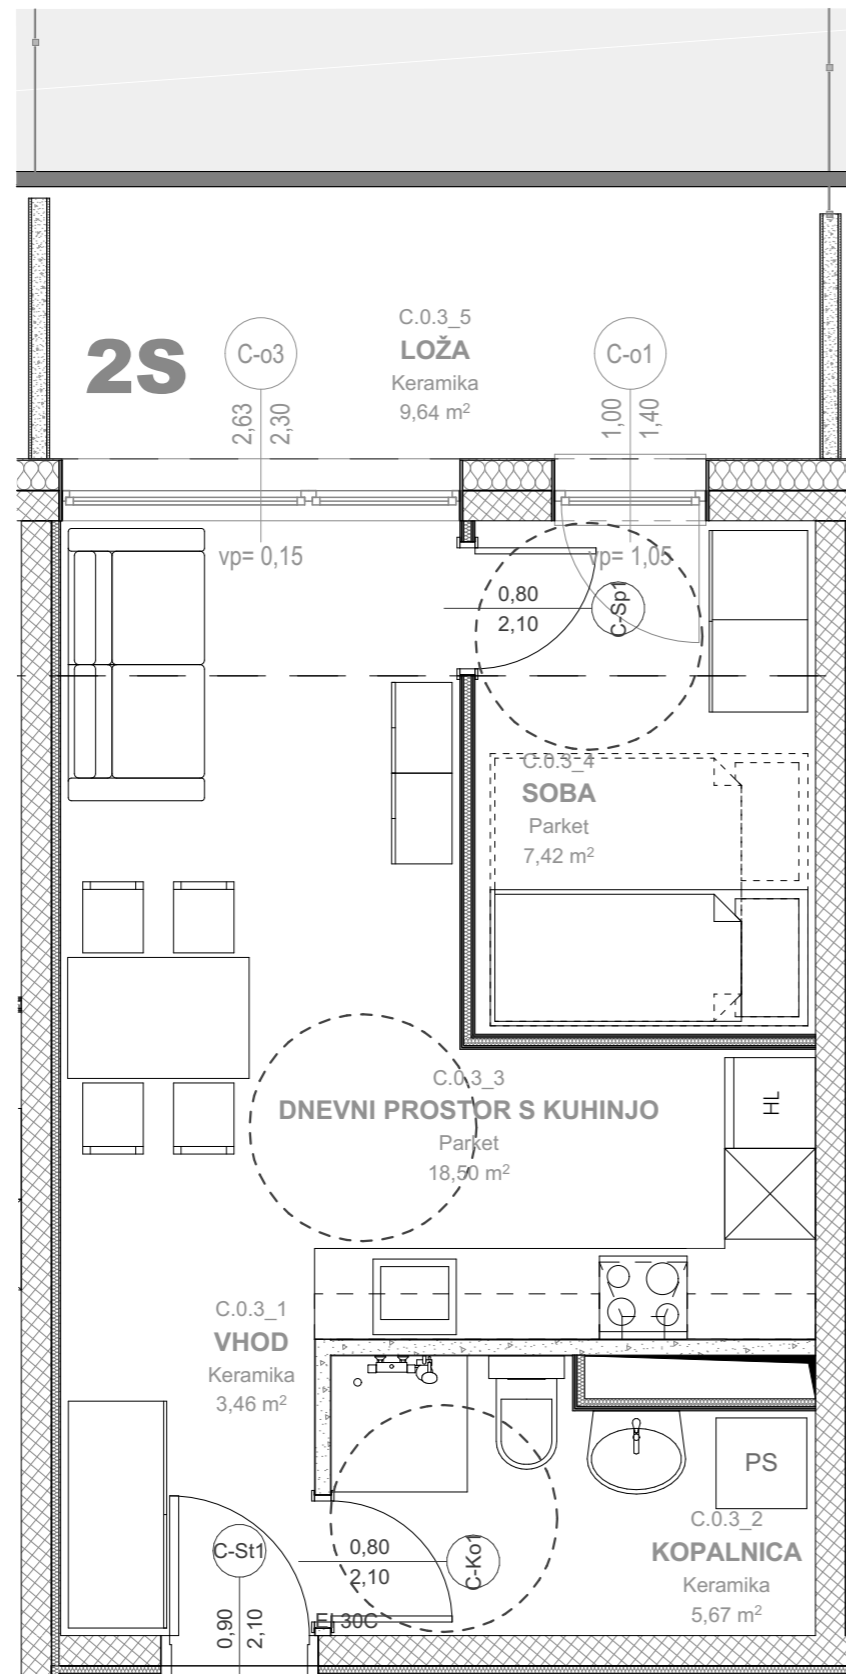 C.0.3_5
LOŽA
Keramika
9,64 m²
2S
C-o3
2,63
2,30
C-o1
1,00
1,40
vp= 0,15
vp= 1,05
0,80
2,10
C-Sp1
C.0.3_4
SOBA
Parket
7,42 m²
C.0.3_3
DNEVNI PROSTOR S KUHINJO
Parket
18,50 m²
HL
C.0.3_1
VHOD
Keramika
3,46 m²
PS
C.0.3_2
KOPALNICA
Keramika
5,67 m²
C-St1
0,90
2,10
0,80
2,10
C-Ko1
EI 30C